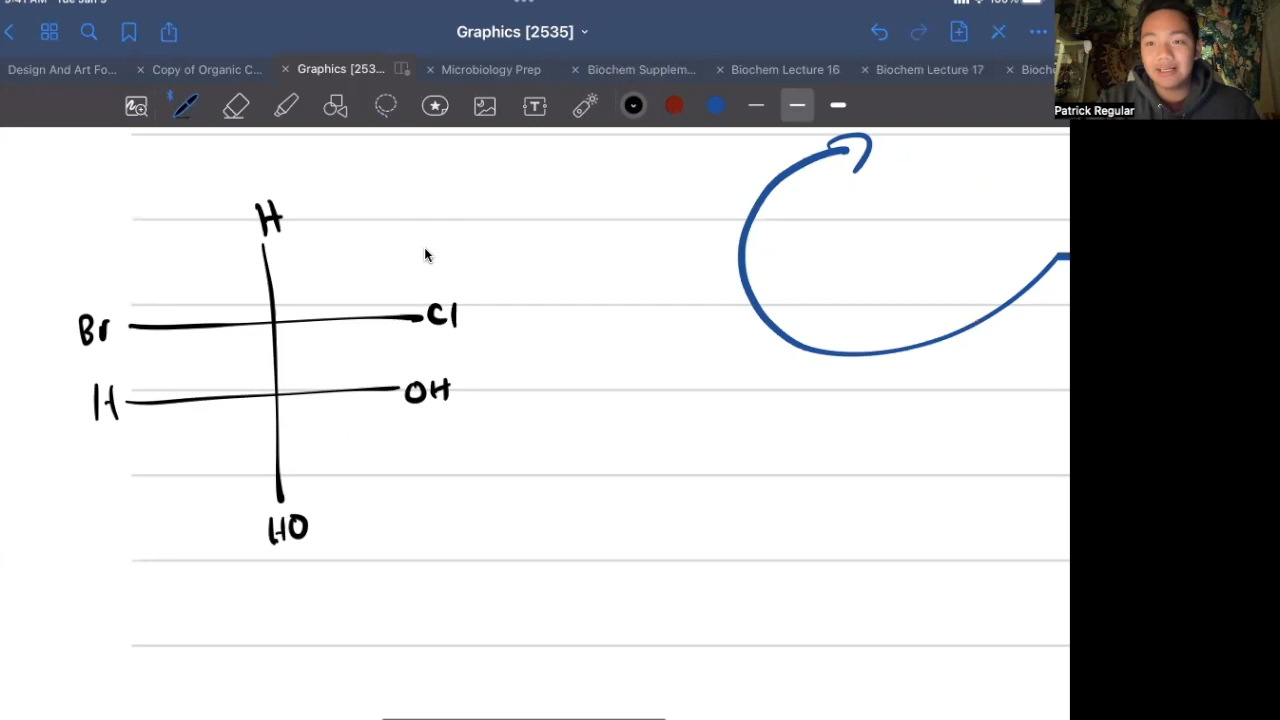 Graphics [2535]
Design And Art Fo... Copy of Organic C... Graphics [253... Microbiology Prep Biochem Supplem... Biochem Lecture 16 Biochem Lecture 17 Bioche
Patrick Regular
H
Br Cl
H OH
HO